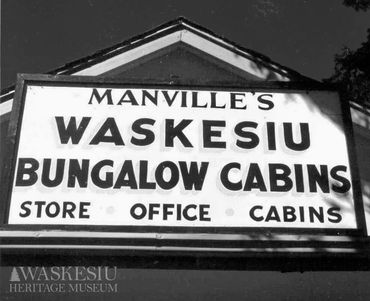 MANVILLE'S
WASKESIU
BUNGALOW CABINS
STORE OFFICE CABINS
WASKESIU
HERITAGE MUSEUM